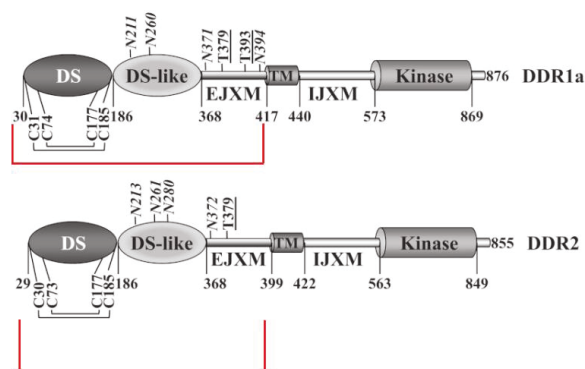 N211
N260
N371
T379
T393
N394
DS
DS-like
EJXM
TM
IJXM
Kinase
876
DDR1a
30
C31
C74
C177
C185
186
368
417
440
573
869
N213
N261
N280
N372
T379
DS
DS-like
EJXM
TM
IJXM
Kinase
855
DDR2
29
C30
C73
C177
C185
186
368
399
422
563
849